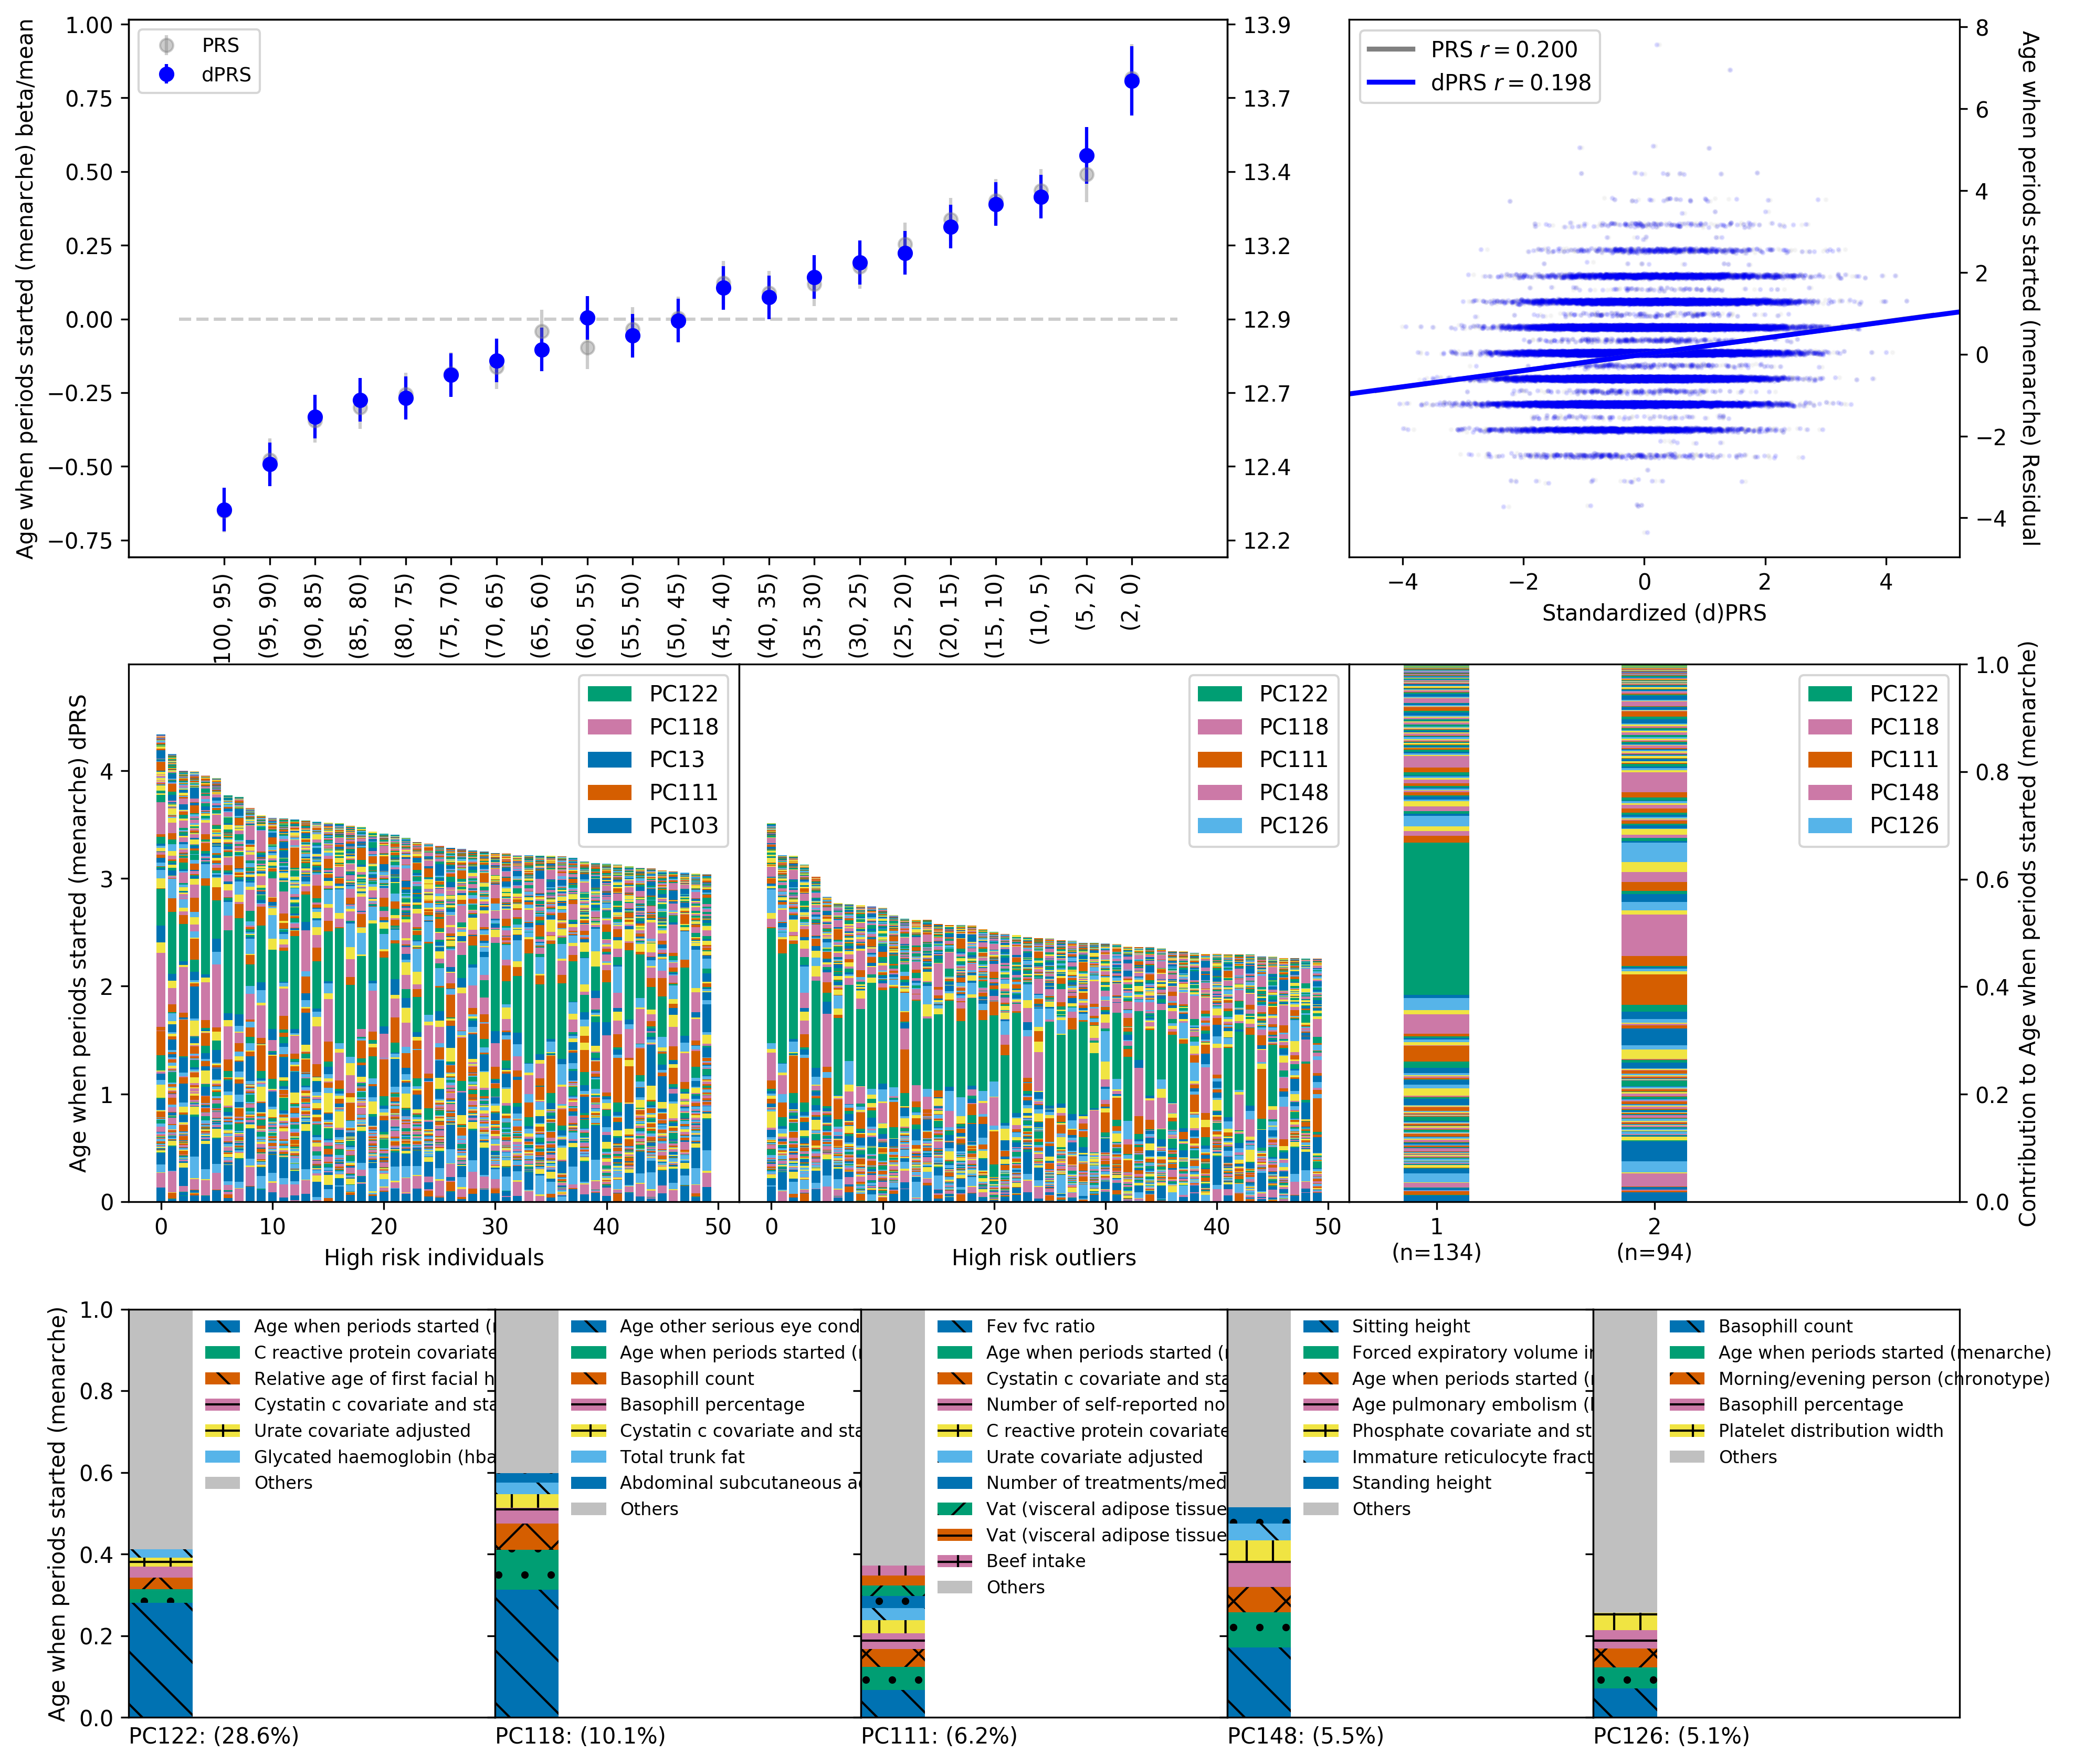 Age when periods started (menarche) beta/mean
1.00
0.75
0.50
0.25
0.00
−0.25
−0.50
−0.75
PRS
dPRS
13.9
13.7
13.4
13.2
12.9
12.7
12.4
12.2
100, 95)
(95, 90)
(90, 85)
(85, 80)
(80, 75)
(75, 70)
(70, 65)
(65, 60)
(60, 55)
(55, 50)
(50, 45)
(45, 40)
(40, 35)
(35, 30)
(30, 25)
(25, 20)
(20, 15)
(15, 10)
(10, 5)
(5, 2)
(2, 0)
PRS r = 0.200
dPRS r = 0.198
8
6
4
2
0
−2
−4
Age when periods started (menarche) Residual
−4
−2
0
2
4
Standardized (d)PRS
Age when periods started (menarche) dPRS
4
3
2
1
0
PC122
PC118
PC13
PC111
PC103
0
10
20
30
40
50
High risk individuals
PC122
PC118
PC111
PC148
PC126
0
10
20
30
40
50
High risk outliers
PC122
PC118
PC111
PC148
PC126
1
(n=134)
2
(n=94)
1.0
0.8
0.6
0.4
0.2
0.0
Contribution to Age when periods started (menarche)
Age when periods started (menarche)
1.0
0.8
0.6
0.4
0.2
0.0
Age when periods started (
C reactive protein covariate
Relative age of first facial h
Cystatin c covariate and sta
Urate covariate adjusted
Glycated haemoglobin (hba
Others
PC122: (28.6%)
Age other serious eye cond
Age when periods started (
Basophill count
Basophill percentage
Cystatin c covariate and sta
Total trunk fat
Abdominal subcutaneous a
Others
PC118: (10.1%)
Fev fvc ratio
Age when periods started (
Cystatin c covariate and sta
Number of self-reported no
C reactive protein covariate
Urate covariate adjusted
Number of treatments/med
Vat (visceral adipose tissue
Vat (visceral adipose tissue
Beef intake
Others
PC111: (6.2%)
Sitting height
Forced expiratory volume i
Age when periods started (
Age pulmonary embolism (
Phosphate covariate and st
Immature reticulocyte fract
Standing height
Others
PC148: (5.5%)
Basophill count
Age when periods started (menarche)
Morning/evening person (chronotype)
Basophill percentage
Platelet distribution width
Others
PC126: (5.1%)